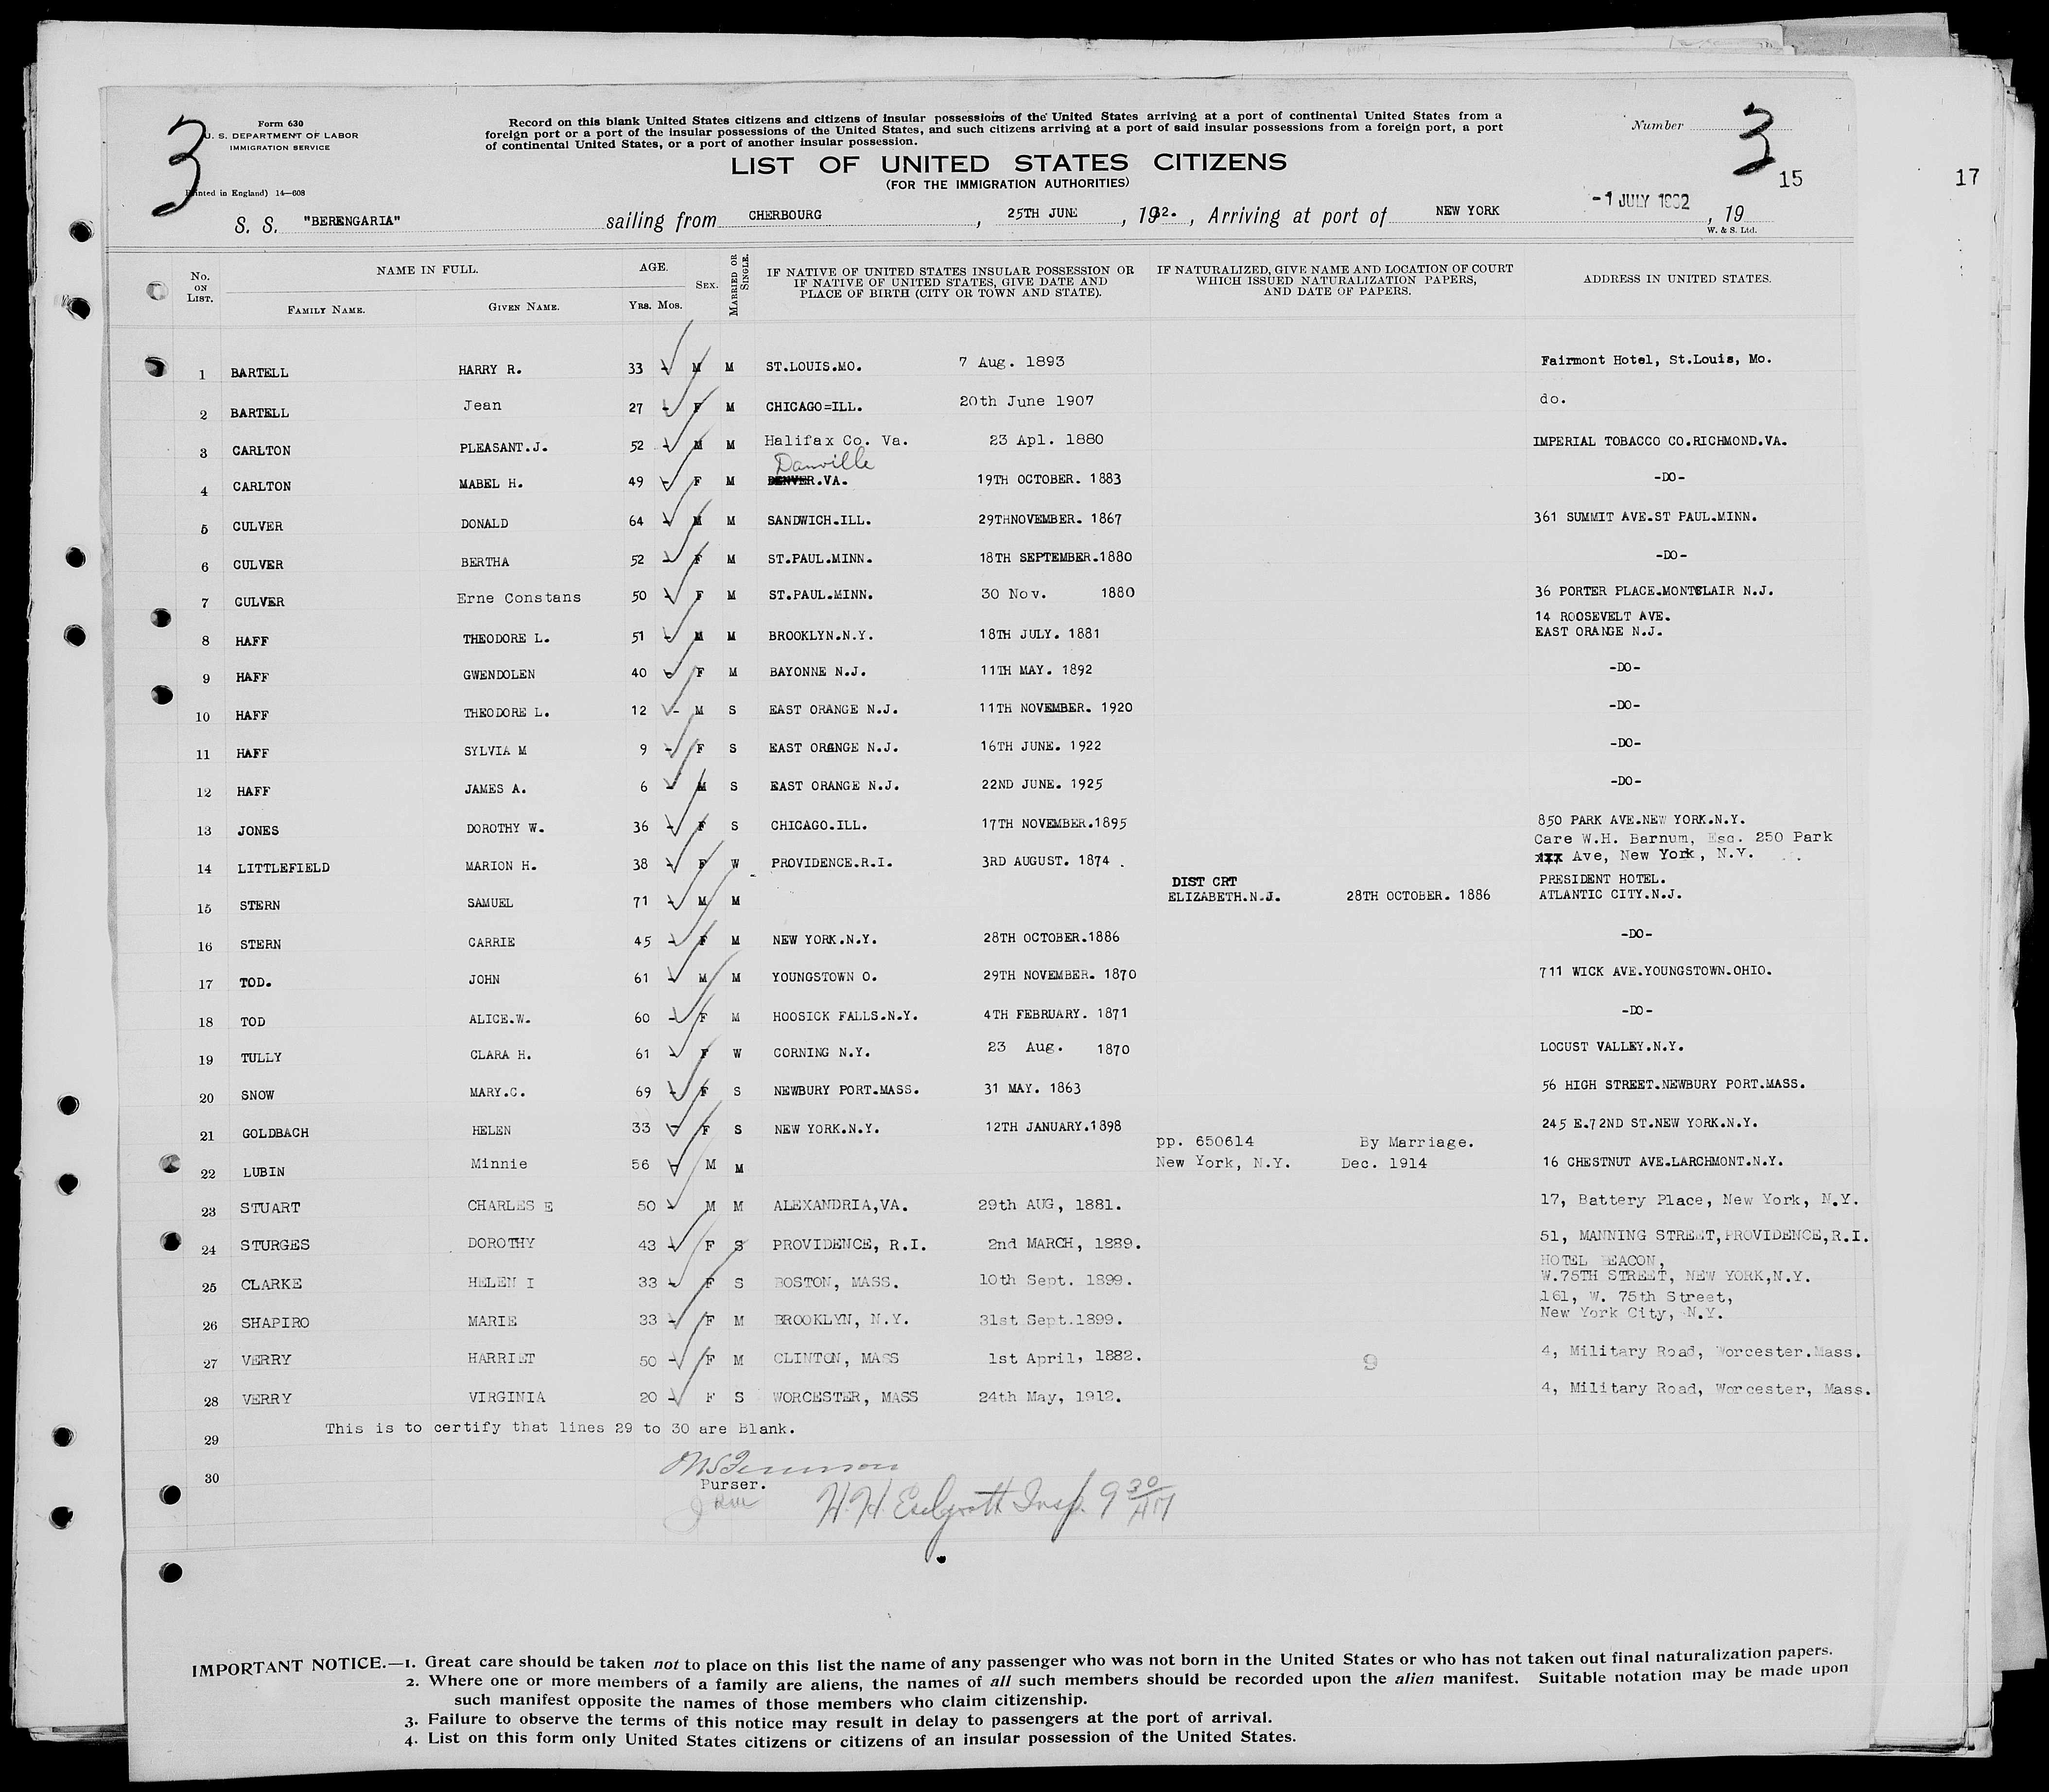 3
Form 630
U. S. DEPARTMENT OF LABOR
IMMIGRATION SERVICE
Printed in England) 14—608
Record on this blank United States citizens and citizens of insular possessions of the United States arriving at a port of continental United States from a
foreign port or a port of the insular possessions of the United States, and such citizens arriving at a port of said insular possessions from a foreign port, a port
of continental United States, or a port of another insular possession.
LIST OF UNITED STATES CITIZENS
(FOR THE IMMIGRATION AUTHORITIES)
Number 3
15
17
S. S. "BERENGARIA" sailing from CHERBOURG, 25TH JUNE, 1932., Arriving at port of NEW YORK -1 JULY 1932, 19
W. & S. Ltd.
No. ON LIST. NAME IN FULL. FAMILY NAME. GIVEN NAME. AGE. YRS. MOS. SEX. MARRIED OR SINGLE. IF NATIVE OF UNITED STATES INSULAR POSSESSION OR IF NATIVE OF UNITED STATES, GIVE DATE AND PLACE OF BIRTH (CITY OR TOWN AND STATE). IF NATURALIZED, GIVE NAME AND LOCATION OF COURT WHICH ISSUED NATURALIZATION PAPERS, AND DATE OF PAPERS. ADDRESS IN UNITED STATES.
1 BARTELL HARRY R. 33 - M M ST.LOUIS.MO. 7 Aug. 1893 Fairmont Hotel, St.Louis, Mo.
2 BARTELL Jean 27 - F M CHICAGO=ILL. 20th June 1907 do.
3 CARLTON PLEASANT.J. 52 - M M Halifax Co. Va. 23 Apl. 1880 IMPERIAL TOBACCO CO.RICHMOND.VA.
Danville
4 CARLTON MABEL H. 49 - F M DENVER.VA. 19TH OCTOBER. 1883 -DO-
5 CULVER DONALD 64 - M M SANDWICH.ILL. 29THNOVEMBER. 1867 361 SUMMIT AVE.ST PAUL.MINN.
6 CULVER BERTHA 52 - F M ST.PAUL.MINN. 18TH SEPTEMBER.1880 -DO-
7 CULVER Erne Constans 50 - F M ST.PAUL.MINN. 30 Nov. 1880 36 PORTER PLACE.MONTCLAIR N.J.
14 ROOSEVELT AVE.
8 HAFF THEODORE L. 51 - M M BROOKLYN.N.Y. 18TH JULY. 1881 EAST ORANGE N.J.
9 HAFF GWENDOLEN 40 - F M BAYONNE N.J. 11TH MAY. 1892 -DO-
10 HAFF THEODORE L. 12 - M S EAST ORANGE N.J. 11TH NOVEMBER. 1920 -DO-
11 HAFF SYLVIA M 9 - F S EAST ORANGE N.J. 16TH JUNE. 1922 -DO-
12 HAFF JAMES A. 6 - M S EAST ORANGE N.J. 22ND JUNE. 1925 -DO-
13 JONES DOROTHY W. 36 - F S CHICAGO.ILL. 17TH NOVEMBER.1895 850 PARK AVE.NEW YORK.N.Y.
Care W.H. Barnum, Esq. 250 Park
14 LITTLEFIELD MARION H. 38 - F W PROVIDENCE.R.I. 3RD AUGUST. 1874 . xxx Ave, New York, N.Y.
DIST CRT PRESIDENT HOTEL.
15 STERN SAMUEL 71 - M M ELIZABETH.N.J. 28TH OCTOBER. 1886 ATLANTIC CITY.N.J.
16 STERN CARRIE 45 - F M NEW YORK.N.Y. 28TH OCTOBER.1886 -DO-
17 TOD. JOHN 61 - M M YOUNGSTOWN O. 29TH NOVEMBER. 1870 711 WICK AVE.YOUNGSTOWN.OHIO.
18 TOD ALICE.W. 60 - F M HOOSICK FALLS.N.Y. 4TH FEBRUARY. 1871 -DO-
19 TULLY CLARA H. 61 - F W CORNING N.Y. 23 Aug. 1870 LOCUST VALLEY.N.Y.
20 SNOW MARY.C. 69 - F S NEWBURY PORT.MASS. 31 MAY. 1863 56 HIGH STREET.NEWBURY PORT.MASS.
21 GOLDBACH HELEN 33 - F S NEW YORK.N.Y. 12TH JANUARY.1898 245 E.72ND ST.NEW YORK.N.Y.
pp. 650614 By Marriage.
22 LUBIN Minnie 56 - M M New York, N.Y. Dec. 1914 16 CHESTNUT AVE.LARCHMONT.N.Y.
23 STUART CHARLES E 50 - M M ALEXANDRIA,VA. 29th AUG, 1881. 17, Battery Place, New York, N.Y.
24 STURGES DOROTHY 43 - F S PROVIDENCE, R.I. 2nd MARCH, 1889. 51, MANNING STREET,PROVIDENCE,R.I.
HOTEL BEACON,
25 CLARKE HELEN I 33 - F S BOSTON, MASS. 10th Sept. 1899. W.75TH STREET, NEW YORK,N.Y.
161, W. 75th Street,
26 SHAPIRO MARIE 33 - F M BROOKLYN, N.Y. 31st Sept.1899. New York City, N.Y.
27 VERRY HARRIET 50 - F M CLINTON, MASS 1st April, 1882. 9 4, Military Road, Worcester.Mass.
28 VERRY VIRGINIA 20 - F S WORCESTER, MASS 24th May, 1912. 4, Military Road, Worcester, Mass.
29 This is to certify that lines 29 to 30 are Blank.
30
Purser.
H.H. Insp. 9 30 AM
IMPORTANT NOTICE.—1. Great care should be taken not to place on this list the name of any passenger who was not born in the United States or who has not taken out final naturalization papers.
2. Where one or more members of a family are aliens, the names of all such members should be recorded upon the alien manifest. Suitable notation may be made upon
such manifest opposite the names of those members who claim citizenship.
3. Failure to observe the terms of this notice may result in delay to passengers at the port of arrival.
4. List on this form only United States citizens or citizens of an insular possession of the United States.